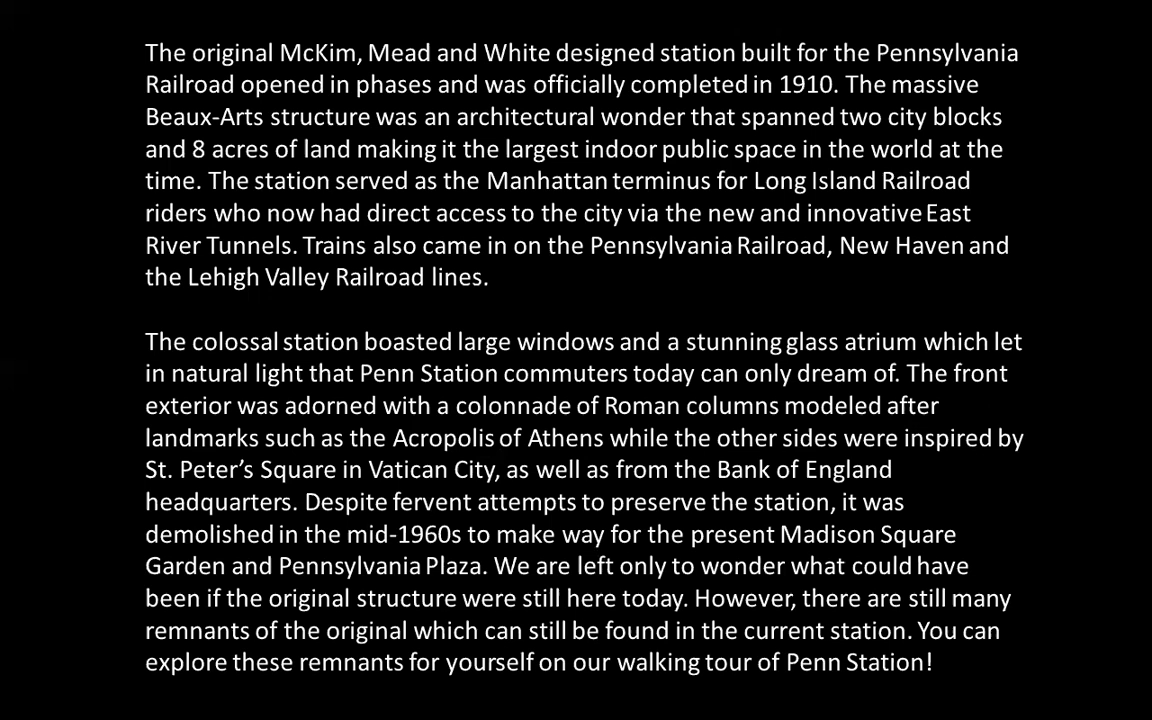 The original McKim, Mead and White designed station built for the Pennsylvania
Railroad opened in phases and was officially completed in 1910. The massive
Beaux-Arts structure was an architectural wonder that spanned two city blocks
and 8 acres of land making it the largest indoor public space in the world at the
time. The station served as the Manhattan terminus for Long Island Railroad
riders who now had direct access to the city via the new and innovative East
River Tunnels. Trains also came in on the Pennsylvania Railroad, New Haven and
the Lehigh Valley Railroad lines.
The colossal station boasted large windows and a stunning glass atrium which let
in natural light that Penn Station commuters today can only dream of. The front
exterior was adorned with a colonnade of Roman columns modeled after
landmarks such as the Acropolis of Athens while the other sides were inspired by
St. Peter’s Square in Vatican City, as well as from the Bank of England
headquarters. Despite fervent attempts to preserve the station, it was
demolished in the mid-1960s to make way for the present Madison Square
Garden and Pennsylvania Plaza. We are left only to wonder what could have
been if the original structure were still here today. However, there are still many
remnants of the original which can still be found in the current station. You can
explore these remnants for yourself on our walking tour of Penn Station!